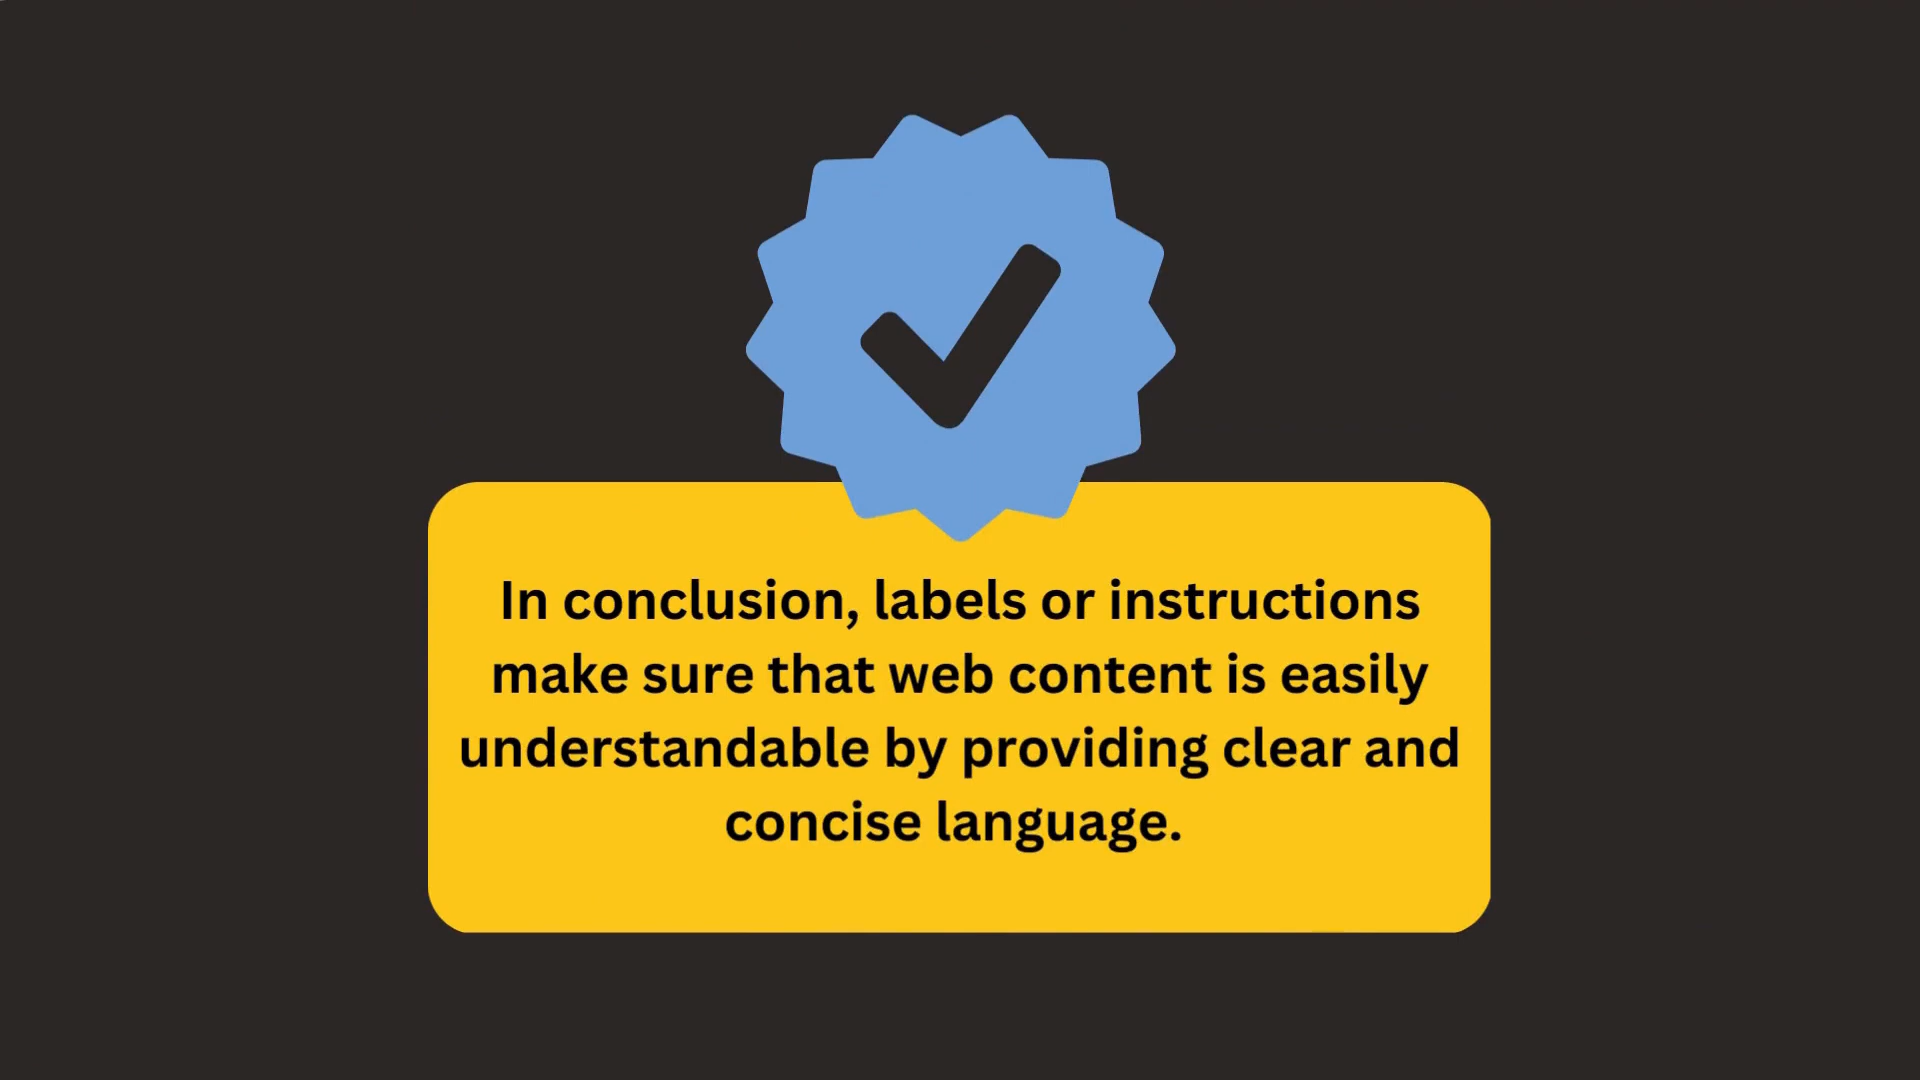 In conclusion, labels or instructions
make sure that web content is easily
understandable by providing clear and
concise language.